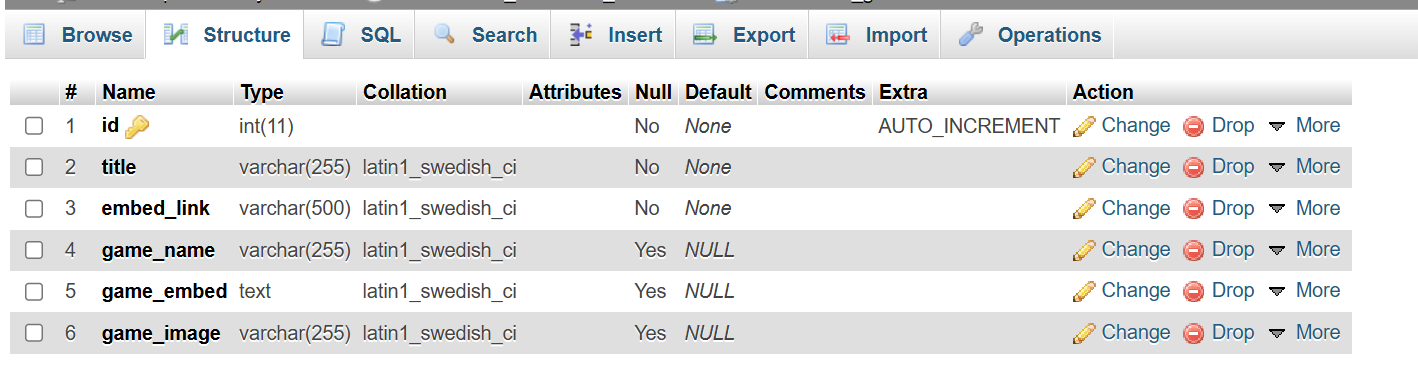 Browse Structure SQL Search Insert Export Import Operations
# Name Type Collation Attributes Null Default Comments Extra Action
1 id int(11) No None AUTO_INCREMENT Change Drop More
2 title varchar(255) latin1_swedish_ci No None Change Drop More
3 embed_link varchar(500) latin1_swedish_ci No None Change Drop More
4 game_name varchar(255) latin1_swedish_ci Yes NULL Change Drop More
5 game_embed text latin1_swedish_ci Yes NULL Change Drop More
6 game_image varchar(255) latin1_swedish_ci Yes NULL Change Drop More